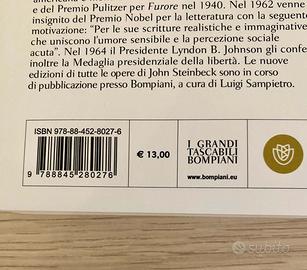 e del Premio Pulitzer per Furore nel 1940. Nel 1962 venne
insignito del Premio Nobel per la letteratura con la seguente
motivazione: "Per le sue scritture realistiche e immaginative
che uniscono l'umore sensibile e la percezione sociale
acuta". Nel 1964 il Presidente Lyndon B. Johnson gli confe
inoltre la Medaglia presidenziale della libertà. Le nuove
edizioni di tutte le opere di John Steinbeck sono in corso
di pubblicazione presso Bompiani, a cura di Luigi Sampietro.
ISBN 978-88-452-8027-6
9 788845 280276
€ 13,00
I GRANDI
TASCABILI
BOMPIANI
www.bompiani.eu
subito